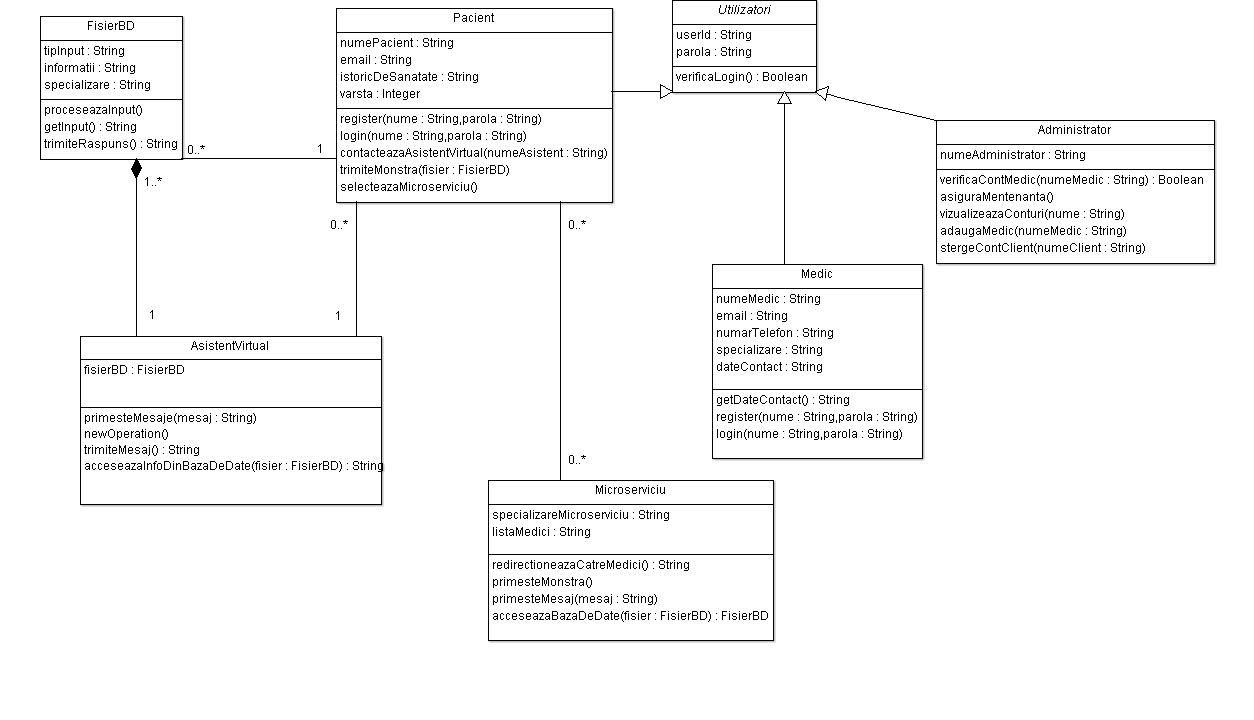 FisierBD
tipInput : String
informatii : String
specializare : String
proceseazaInput()
getInput() : String
trimiteRaspuns() : String
0..*
1
1..*
1
Pacient
numePacient : String
email : String
istoricDeSanatate : String
varsta : Integer
register(nume : String,parola : String)
login(nume : String,parola : String)
contacteazaAsistentVirtual(numeAsistent : String)
trimiteMonstra(fisier : FisierBD)
selecteazaMicroserviciu()
0..*
1
0..*
0..*
Utilizatori
userId : String
parola : String
verificaLogin() : Boolean
Administrator
numeAdministrator : String
verificaContMedic(numeMedic : String) : Boolean
asiguraMentenanta()
vizualizeazaConturi(nume : String)
adaugaMedic(numeMedic : String)
stergeContClient(numeClient : String)
Medic
numeMedic : String
email : String
numarTelefon : String
specializare : String
dateContact : String
getDateContact() : String
register(nume : String,parola : String)
login(nume : String,parola : String)
AsistentVirtual
fisierBD : FisierBD
primesteMesaje(mesaj : String)
newOperation()
trimiteMesaj() : String
acceseazaInfoDinBazaDeDate(fisier : FisierBD) : String
Microserviciu
specializareMicroserviciu : String
listaMedici : String
redirectioneazaCatreMedici() : String
primesteMonstra()
primesteMesaj(mesaj : String)
acceseazaBazaDeDate(fisier : FisierBD) : FisierBD